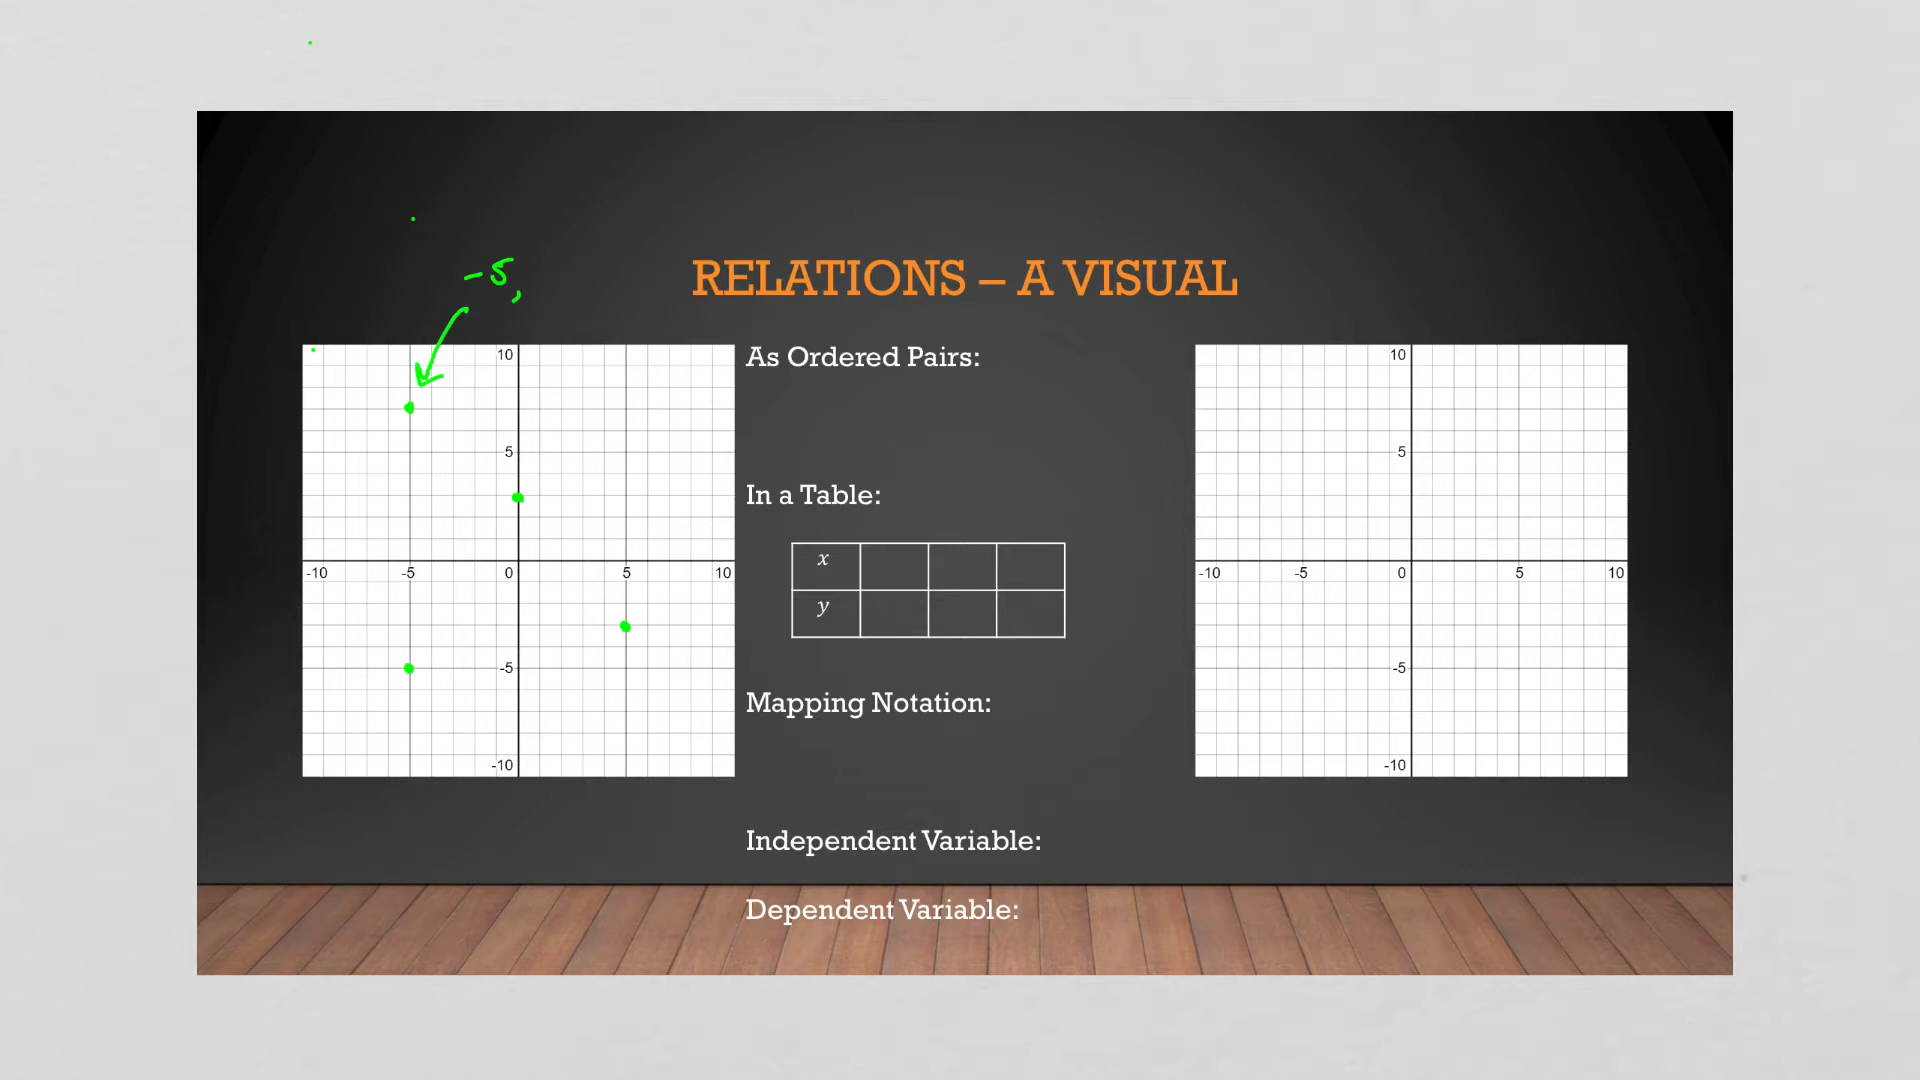 -5,
RELATIONS – A VISUAL
10
5
-10 -5 0 5 10
-5
-10
As Ordered Pairs:
In a Table:
x
y
Mapping Notation:
Independent Variable:
Dependent Variable:
10
5
-10 -5 0 5 10
-5
-10